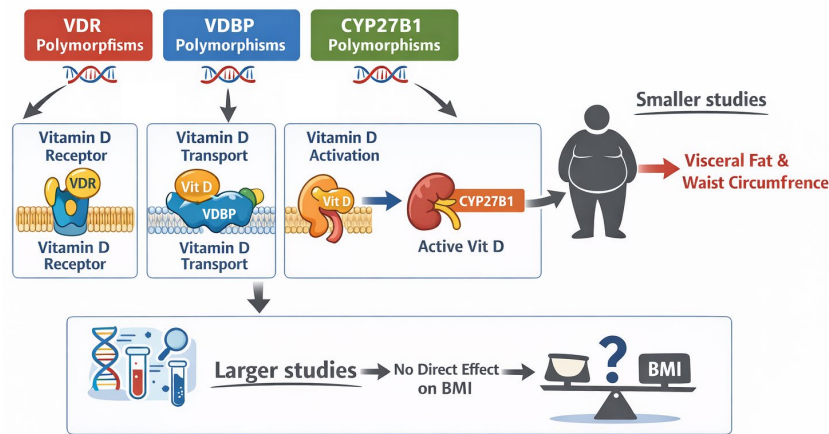 VDR
Polymorpfisms
VDBP
Polymorphisms
CYP27B1
Polymorphisms
Smaller studies
Vitamin D
Receptor
VDR
Vitamin D
Receptor
Vitamin D
Transport
Vit D
VDBP
Vitamin D
Transport
Vitamin D
Activation
Vit D
CYP27B1
Active Vit D
Visceral Fat &
Waist Circumfrence
Larger studies
No Direct Effect
on BMI
?
BMI